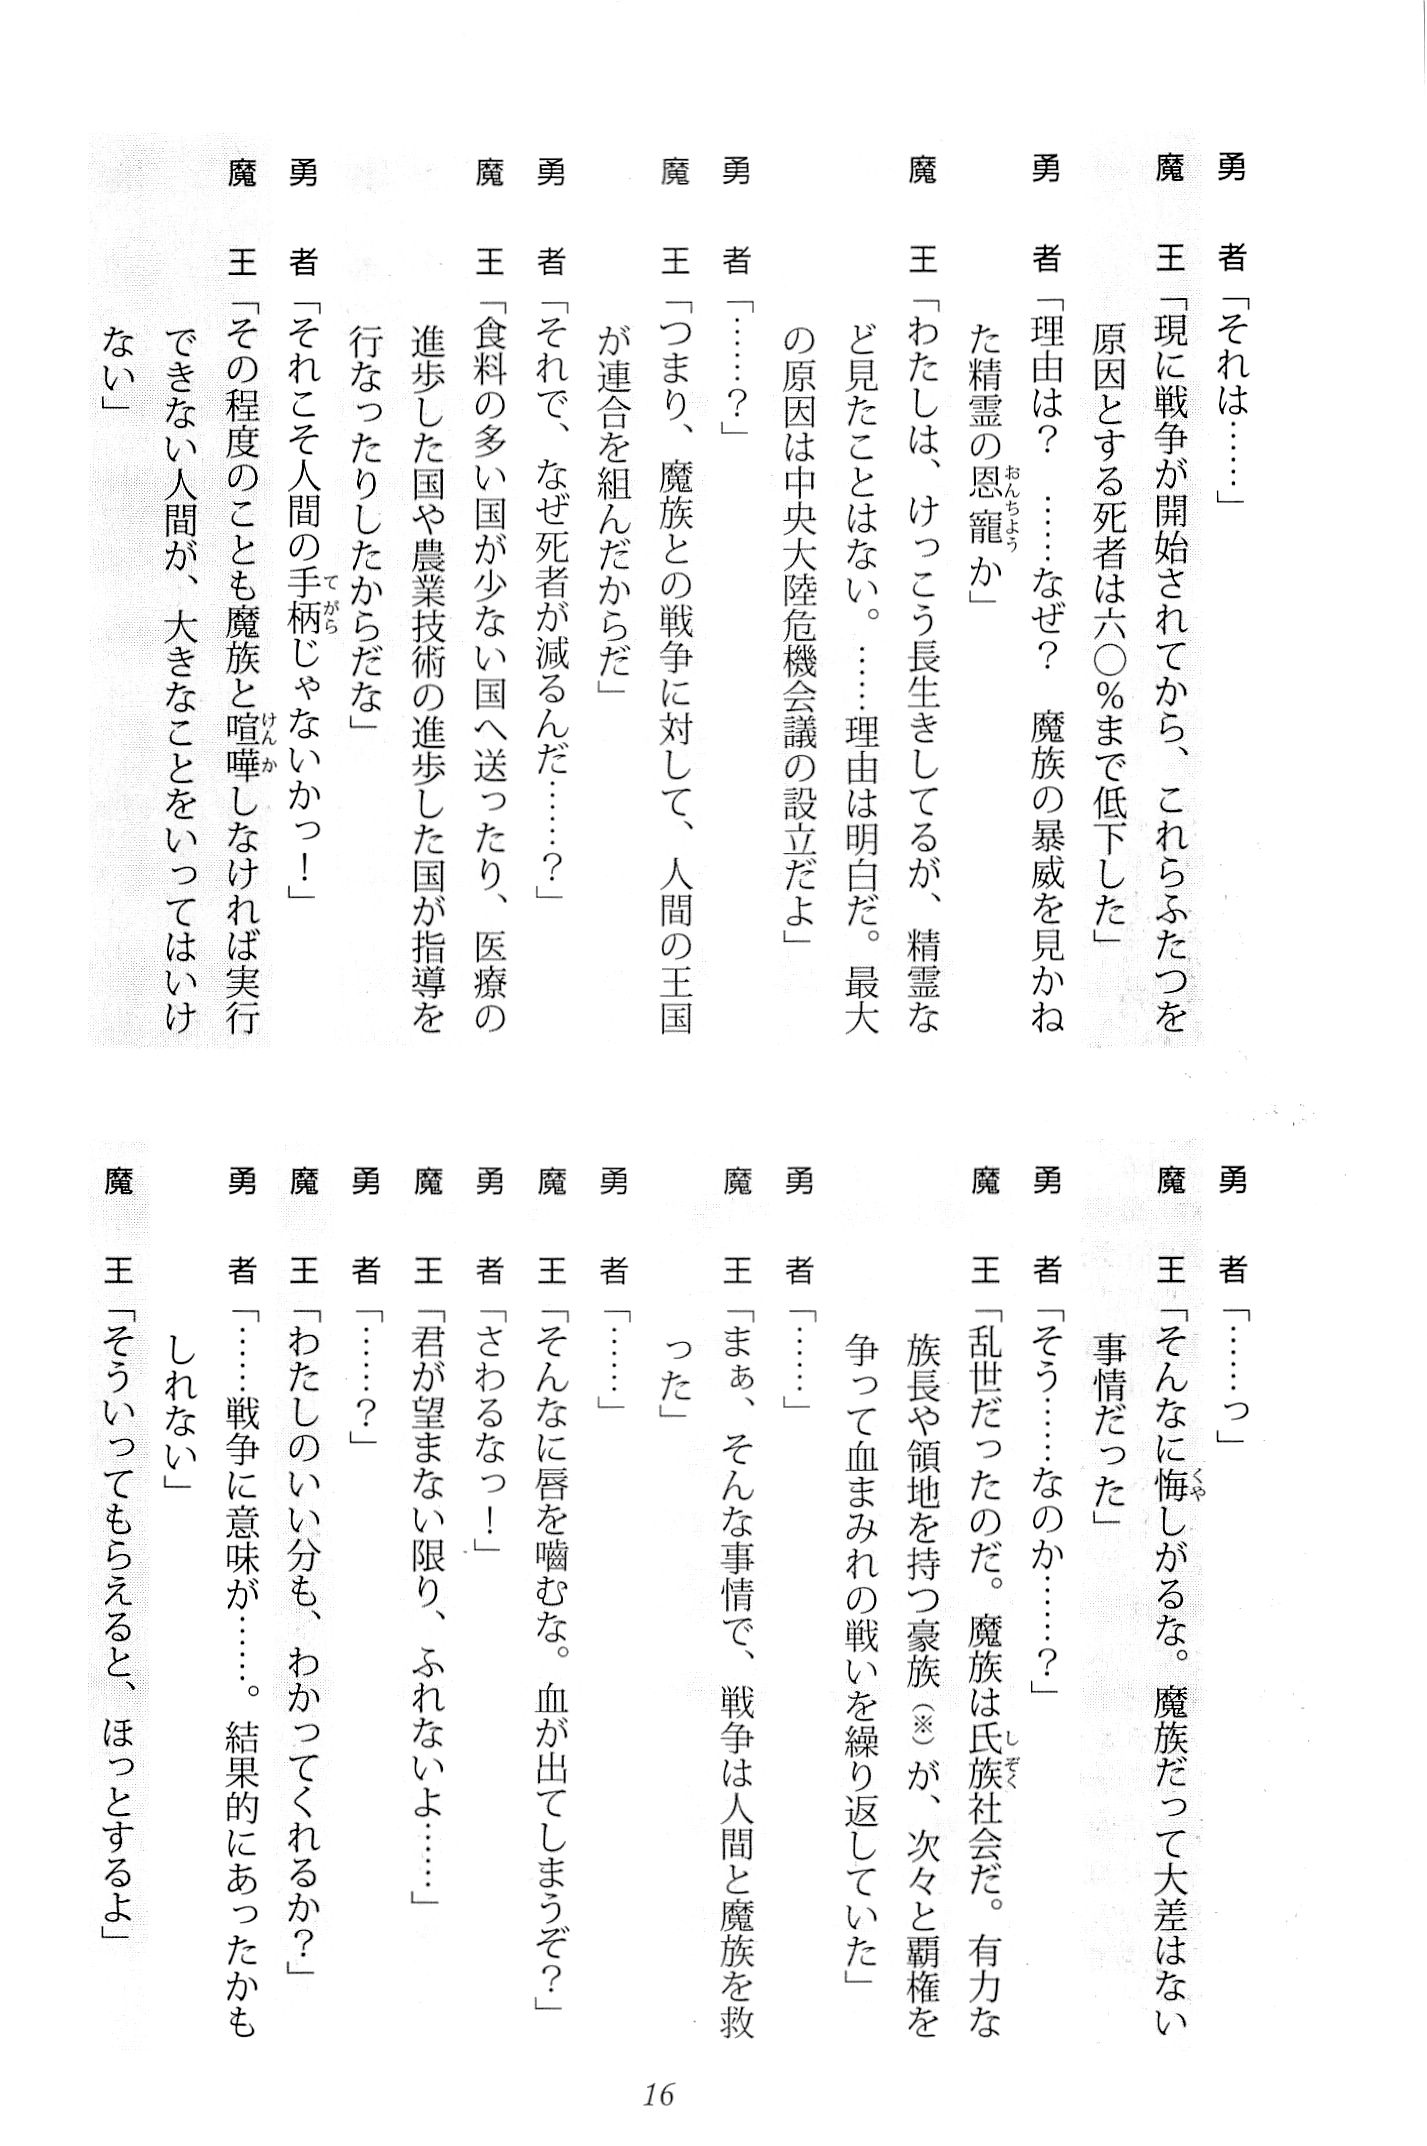 勇　者「それは……」
魔　王「現に戦争が開始されてから、これらふたつを
原因とする死者は六〇％まで低下した」
勇　者「理由は？　……なぜ？　魔族の暴威を見かね
た精霊の恩寵か」
魔　王「わたしは、けっこう長生きしてるが、精霊な
ど見たことはない。……理由は明白だ。最大
の原因は中央大陸危機会議の設立だよ」
勇　者「……？」
魔　王「つまり、魔族との戦争に対して、人間の王国
が連合を組んだからだ」
勇　者「それで、なぜ死者が減るんだ……？」
魔　王「食料の多い国が少ない国へ送ったり、医療の
進歩した国や農業技術の進歩した国が指導を
行なったりしたからだな」
勇　者「それこそ人間の手柄じゃないかっ！」
魔　王「その程度のことも魔族と喧嘩しなければ実行
できない人間が、大きなことをいってはいけ
ない」
勇　者「……っ」
魔　王「そんなに悔しがるな。魔族だって大差はない
事情だった」
勇　者「そう……なのか……？」
魔　王「乱世だったのだ。魔族は氏族社会だ。有力な
族長や領地を持つ豪族（※）が、次々と覇権を
争って血まみれの戦いを繰り返していた」
勇　者「……」
魔　王「まぁ、そんな事情で、戦争は人間と魔族を救
った」
勇　者「……」
魔　王「そんなに唇を嚙むな。血が出てしまうぞ？」
勇　者「さわるなっ！」
魔　王「君が望まない限り、ふれないよ……」
勇　者「……？」
魔　王「わたしのいい分も、わかってくれるか？」
勇　者「……戦争に意味が……。結果的にあったかも
しれない」
魔　王「そういってもらえると、ほっとするよ」
16